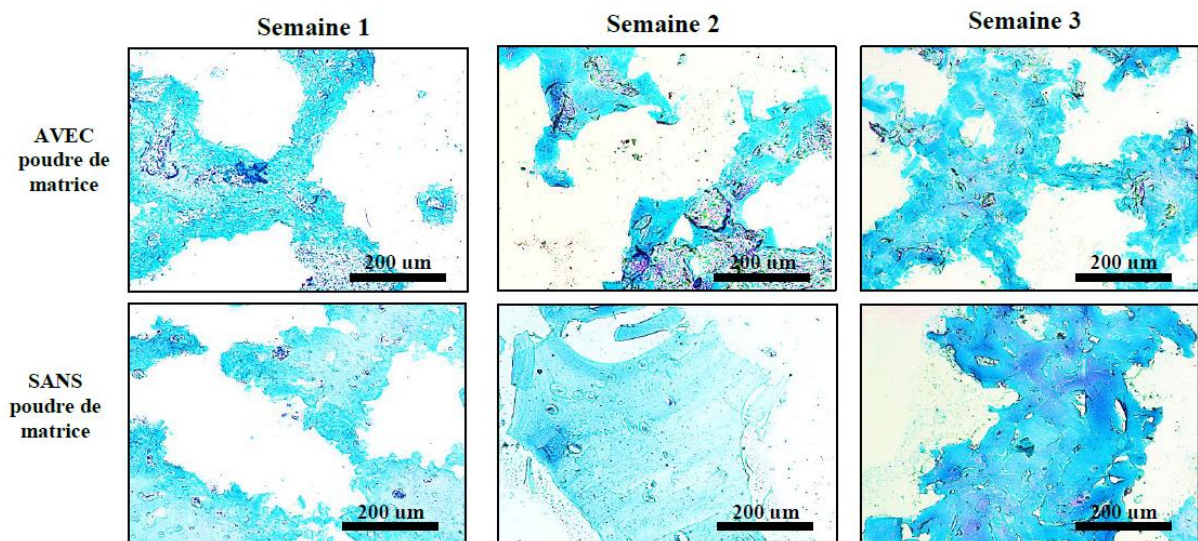 Semaine 1
Semaine 2
Semaine 3
AVEC
poudre de
matrice
200 um
200 um
200 um
SANS
poudre de
matrice
200 um
200 um
200 um